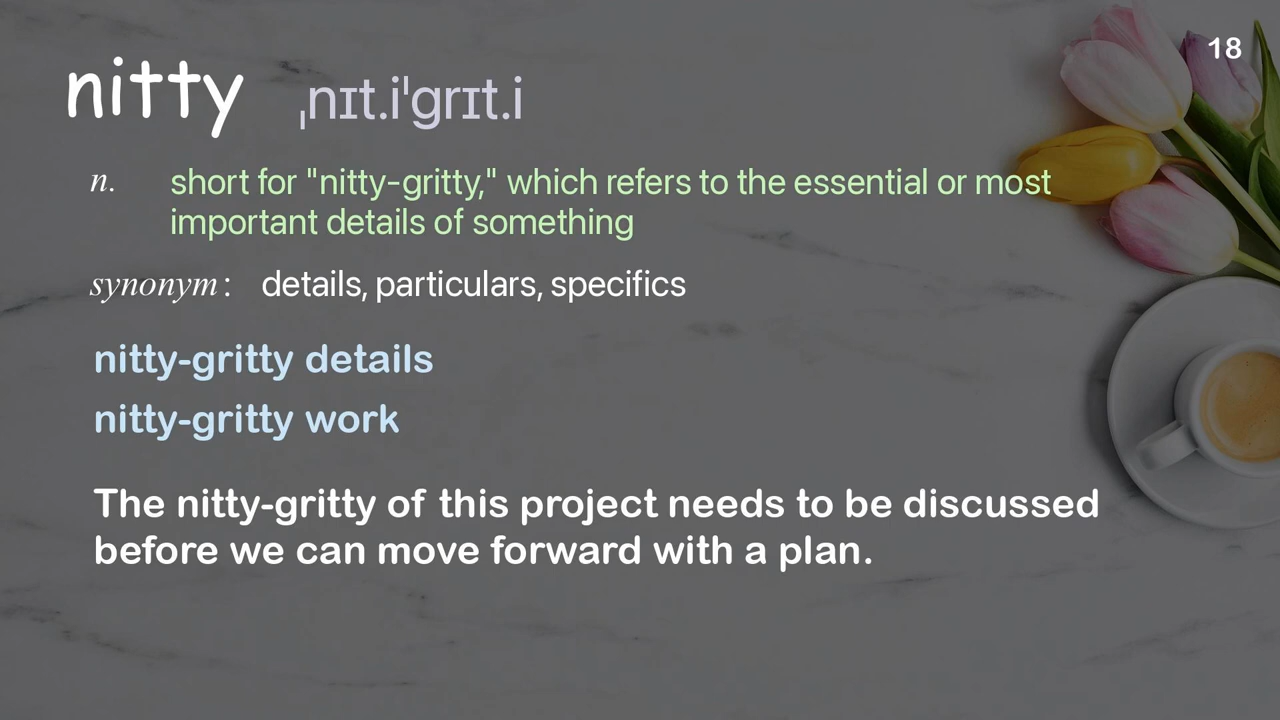 18
nitty ˌnɪt.iˈɡrɪt.i
n. short for "nitty-gritty," which refers to the essential or most
important details of something
synonym: details, particulars, specifics
nitty-gritty details
nitty-gritty work
The nitty-gritty of this project needs to be discussed
before we can move forward with a plan.